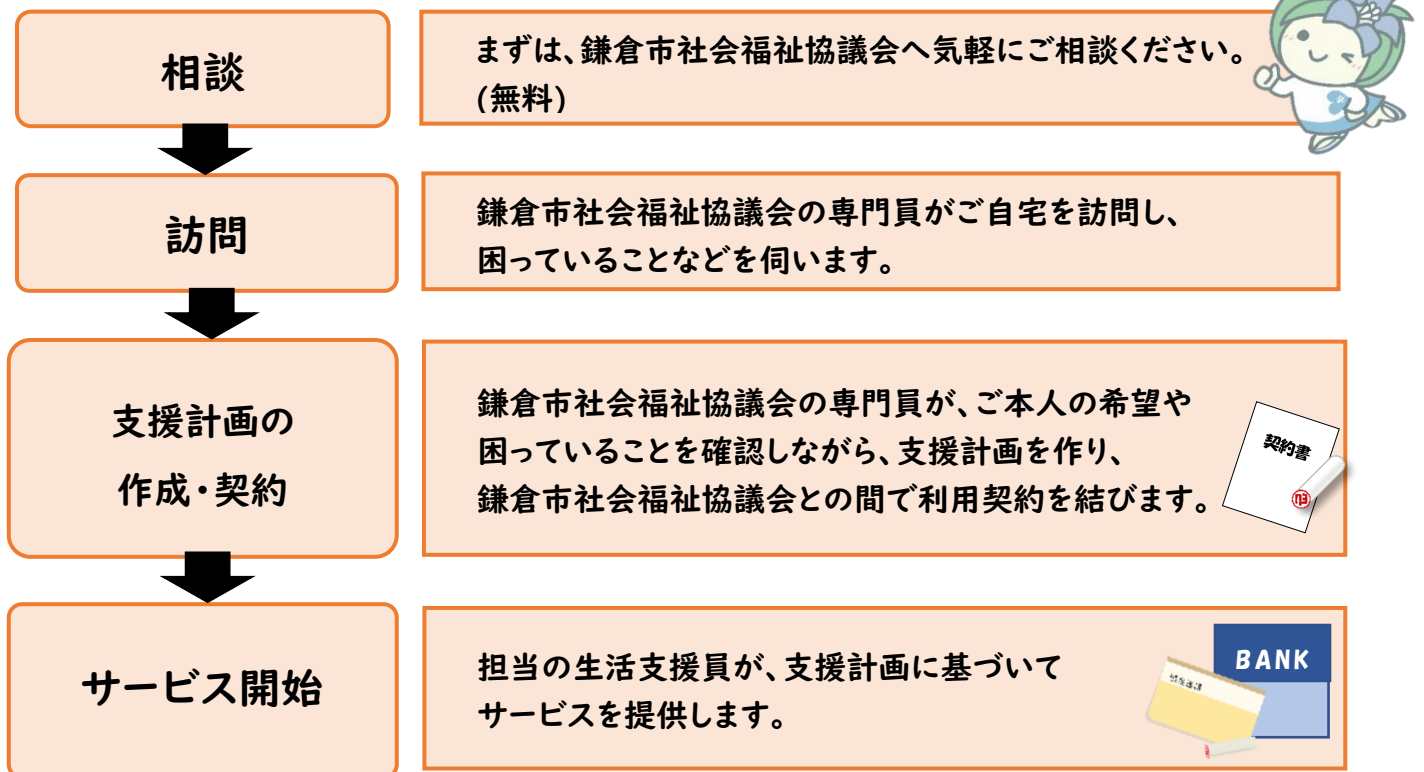 相談
まずは、鎌倉市社会福祉協議会へ気軽にご相談ください。
(無料)
訪問
鎌倉市社会福祉協議会の専門員がご自宅を訪問し、
困っていることなどを伺います。
支援計画の
作成・契約
鎌倉市社会福祉協議会の専門員が、ご本人の希望や
困っていることを確認しながら、支援計画を作り、
鎌倉市社会福祉協議会との間で利用契約を結びます。
契約書
印
サービス開始
担当の生活支援員が、支援計画に基づいて
サービスを提供します。
BANK